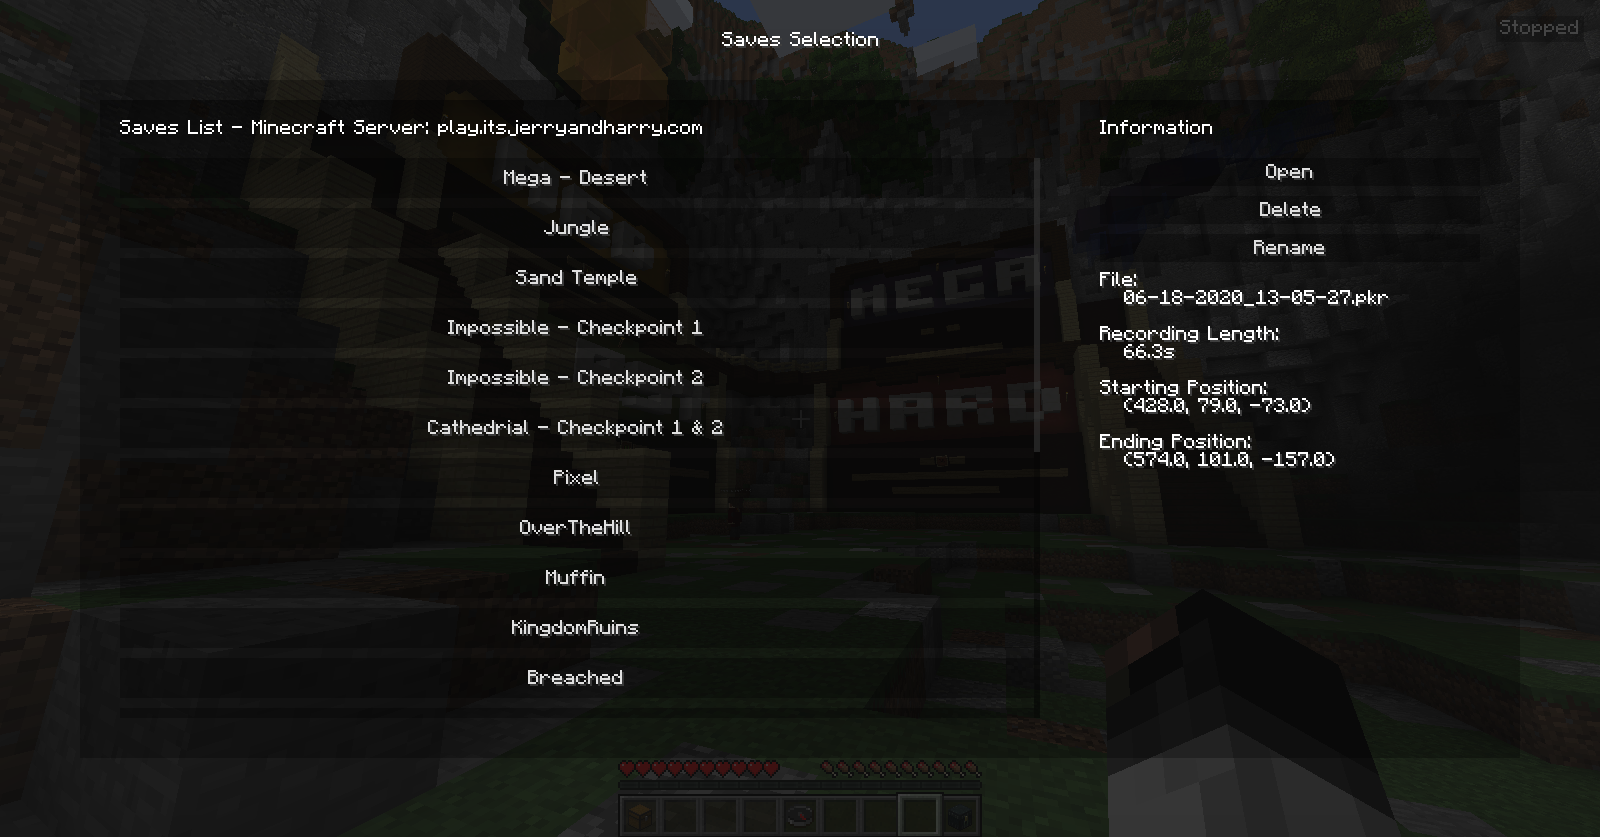 Saves Selection
Stopped
Saves List - Minecraft Server: play.itsjerryandharry.com
Mega - Desert
Jungle
Sand Temple
Impossible - Checkpoint 1
Impossible - Checkpoint 2
Cathedrial - Checkpoint 1 & 2
Pixel
OverTheHill
Muffin
KingdomRuins
Breached
Information
Open
Delete
Rename
File:
06-18-2020_13-05-27.pkr
Recording Length:
66.3s
Starting Position:
(428.0, 79.0, -73.0)
Ending Position:
(574.0, 101.0, -157.0)
MEGA
HARD